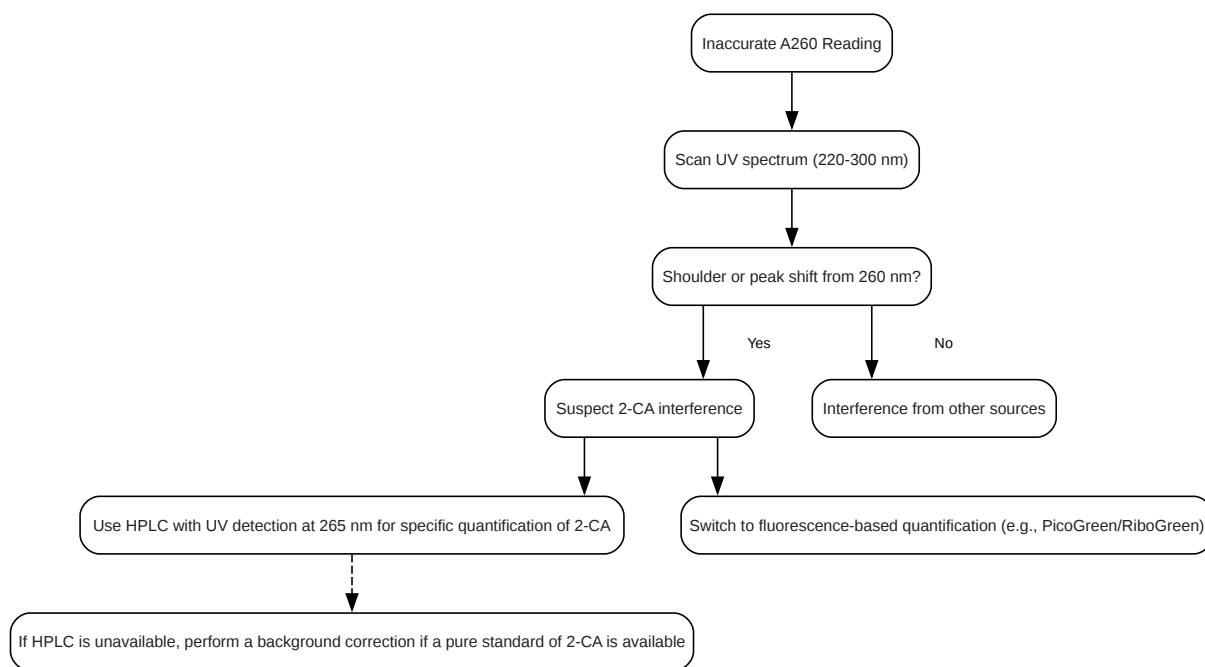 Inaccurate A260 Reading
Scan UV spectrum (220-300 nm)
Shoulder or peak shift from 260 nm?
Yes
No
Suspect 2-CA interference
Interference from other sources
Use HPLC with UV detection at 265 nm for specific quantification of 2-CA
Switch to fluorescence-based quantification (e.g., PicoGreen/RiboGreen)
If HPLC is unavailable, perform a background correction if a pure standard of 2-CA is available